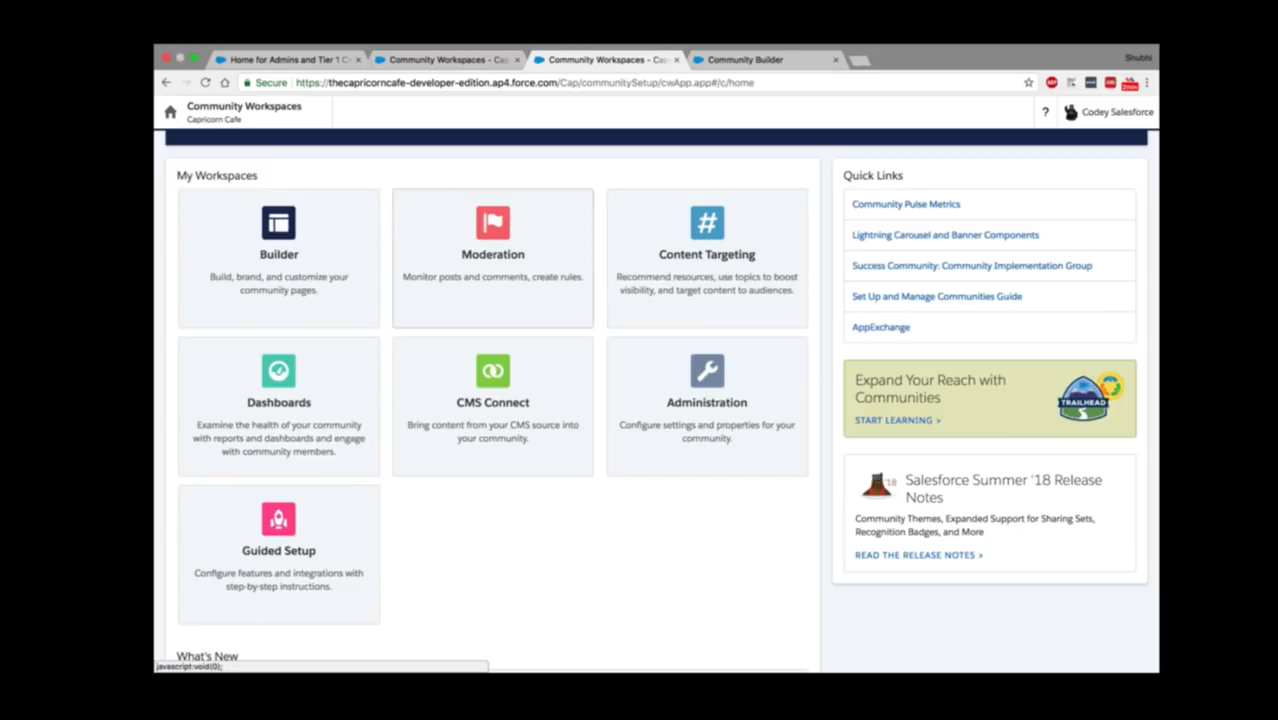 Home for Admins and Tier 1 C
Community Workspaces - Cap
Community Workspaces - Cap
Community Builder
Shubhi
Secure
https://thecapricorncafe-developer-edition.ap4.force.com/Cap/communitySetup/cwApp.app#/c/home
Community Workspaces
Capricorn Cafe
?
Codey Salesforce
My Workspaces
Builder
Build, brand, and customize your
community pages.
Moderation
Monitor posts and comments, create rules.
Content Targeting
Recommend resources, use topics to boost
visibility, and target content to audiences.
Dashboards
Examine the health of your community
with reports and dashboards and engage
with community members.
CMS Connect
Bring content from your CMS source into
your community.
Administration
Configure settings and properties for your
community.
Guided Setup
Configure features and integrations with
step-by-step instructions.
What's New
javascript:void(0);
Quick Links
Community Pulse Metrics
Lightning Carousel and Banner Components
Success Community: Community Implementation Group
Set Up and Manage Communities Guide
AppExchange
Expand Your Reach with
Communities
START LEARNING >
TRAILHEAD
'18
Salesforce Summer '18 Release
Notes
Community Themes, Expanded Support for Sharing Sets,
Recognition Badges, and More
READ THE RELEASE NOTES >